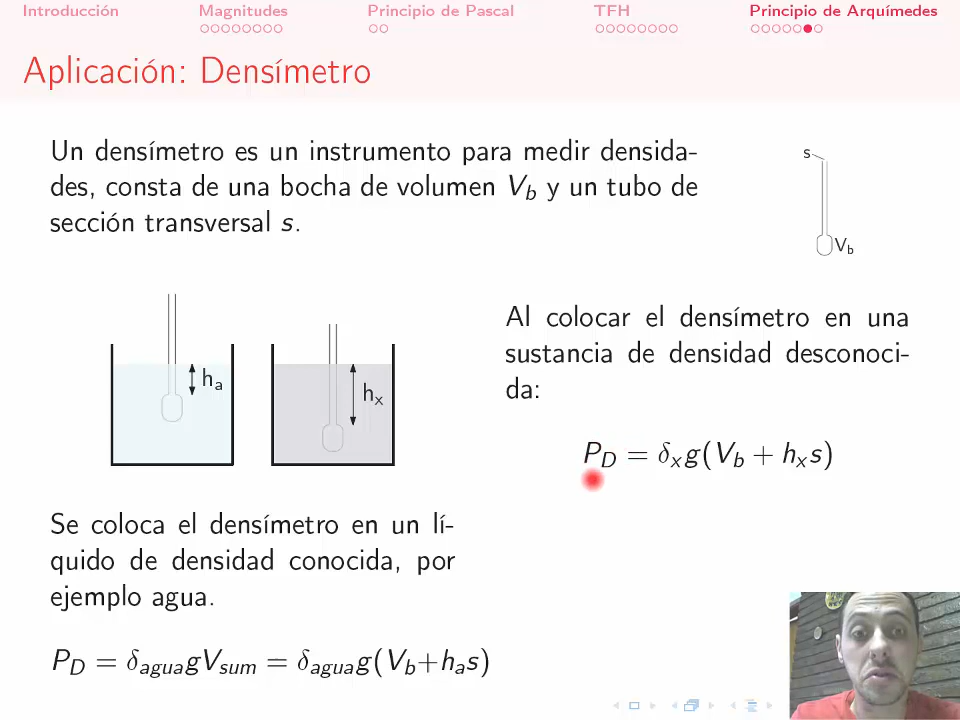 Introducción Magnitudes Principio de Pascal TFH Principio de Arquímedes
Aplicación: Densímetro
Un densímetro es un instrumento para medir densida-
des, consta de una bocha de volumen V_b y un tubo de
sección transversal s.
s
V_b
h_a
h_x
Al colocar el densímetro en una
sustancia de densidad desconoci-
da:
P_D = δ_x g(V_b + h_x s)
Se coloca el densímetro en un lí-
quido de densidad conocida, por
ejemplo agua.
P_D = δ_agua gV_sum = δ_agua g(V_b+h_a s)